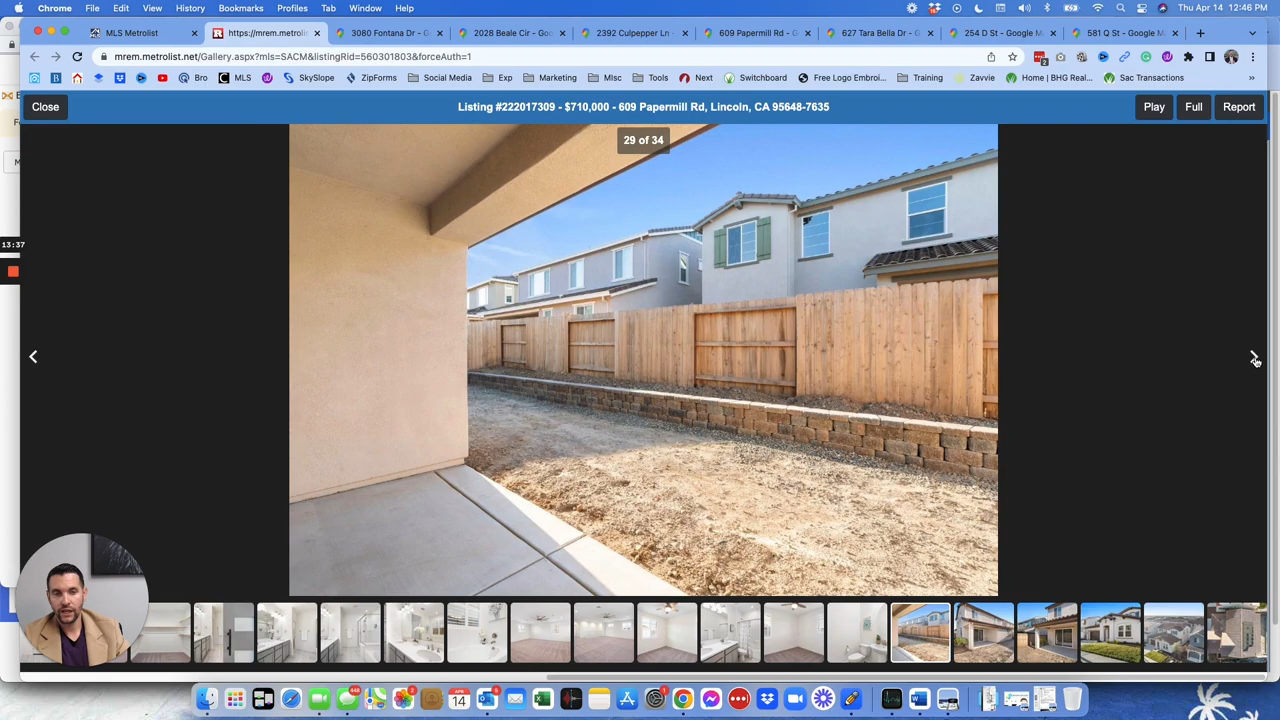 Chrome File Edit View History Bookmarks Profiles Tab Window Help Thu Apr 14 12:46 PM
MLS Metrolist https://mrem.metroli 3080 Fontana Dr - G 2028 Beale Cir - Goo 2392 Culpepper Ln - 609 Papermill Rd - G 627 Tara Bella Dr - G 254 D St - Google M 581 Q St - Google M
mrem.metrolist.net/Gallery.aspx?mls=SACM&listingRid=560301803&forceAuth=1
Bro MLS SkySlope ZipForms Social Media Exp Marketing MIsc Tools Next Switchboard Free Logo Embroi... Training Zavvie Home | BHG Real... Sac Transactions
Close Listing #222017309 - $710,000 - 609 Papermill Rd, Lincoln, CA 95648-7635 Play Full Report
29 of 34
13:37